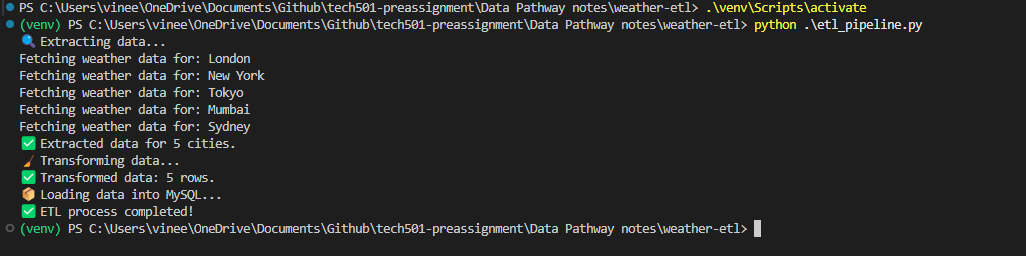 PS C:\Users\vinee\OneDrive\Documents\Github\tech501-preassignment\Data Pathway notes\weather-etl> .\venv\Scripts\activate
(venv) PS C:\Users\vinee\OneDrive\Documents\Github\tech501-preassignment\Data Pathway notes\weather-etl> python .\etl_pipeline.py
🔍 Extracting data...
Fetching weather data for: London
Fetching weather data for: New York
Fetching weather data for: Tokyo
Fetching weather data for: Mumbai
Fetching weather data for: Sydney
✅ Extracted data for 5 cities.
🧹 Transforming data...
✅ Transformed data: 5 rows.
📦 Loading data into MySQL...
✅ ETL process completed!
(venv) PS C:\Users\vinee\OneDrive\Documents\Github\tech501-preassignment\Data Pathway notes\weather-etl>